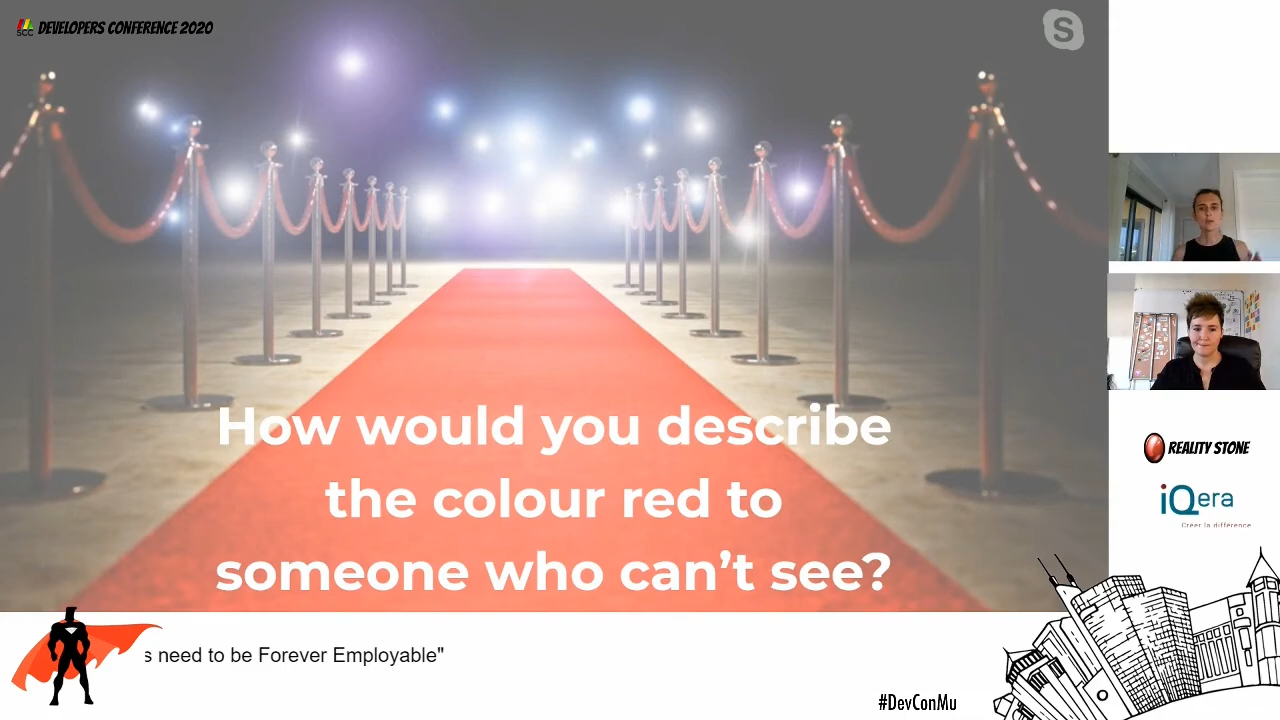 SCC DEVELOPERS CONFERENCE 2020
S
How would you describe
the colour red to
someone who can't see?
REALITY STONE
iQera
Créer la différence
s need to be Forever Employable"
#DevConMu